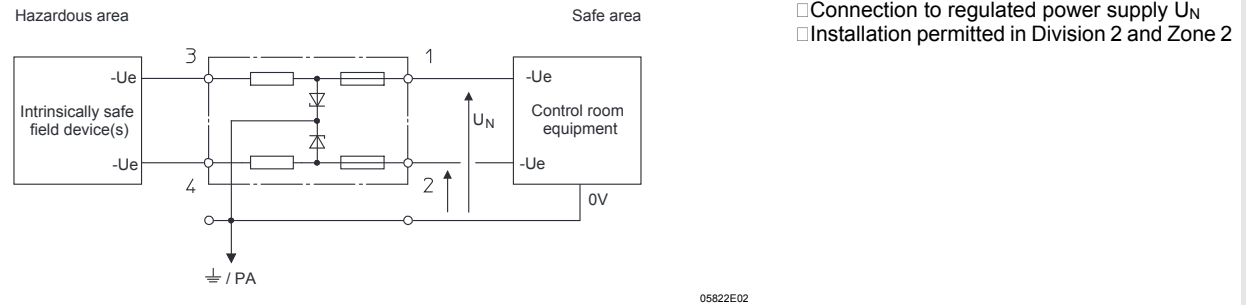 Hazardous area
Safe area
□Connection to regulated power supply UN
□Installation permitted in Division 2 and Zone 2
3
1
-Ue
-Ue
Intrinsically safe
field device(s)
UN
Control room
equipment
-Ue
-Ue
4
2
0V
/ PA
05822E02